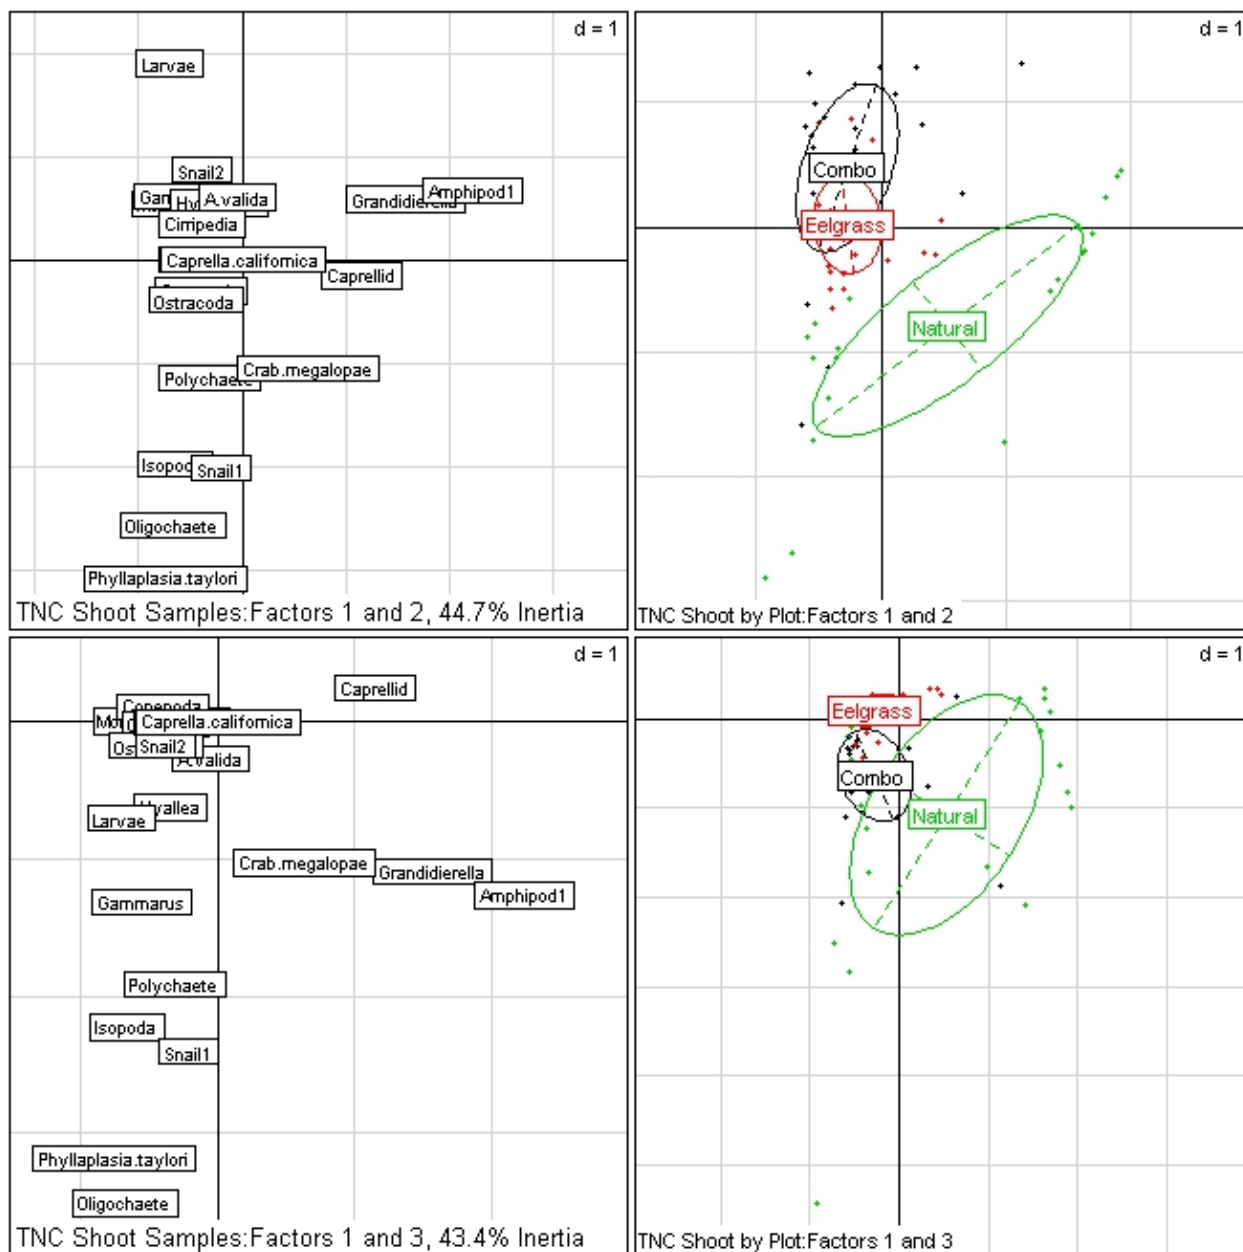 d = 1
Larvae
Snail2
A.valida
Grandidierella
Amphipod1
Cirripedia
Caprella.californica
Caprellid
Ostracoda
Polychaete
Crab.megalopae
Isopoda
Snail1
Oligochaete
Phyllaplasia.taylori
TNC Shoot Samples:Factors 1 and 2, 44.7% Inertia
d = 1
Combo
Eelgrass
Natural
TNC Shoot by Plot:Factors 1 and 2
d = 1
Caprellid
Copepoda
Caprella.californica
Snail2
A.valida
Hyallea
Larvae
Crab.megalopae
Grandidierella
Amphipod1
Gammarus
Polychaete
Isopoda
Snail1
Phyllaplasia.taylori
Oligochaete
TNC Shoot Samples:Factors 1 and 3, 43.4% Inertia
d = 1
Eelgrass
Combo
Natural
TNC Shoot by Plot:Factors 1 and 3